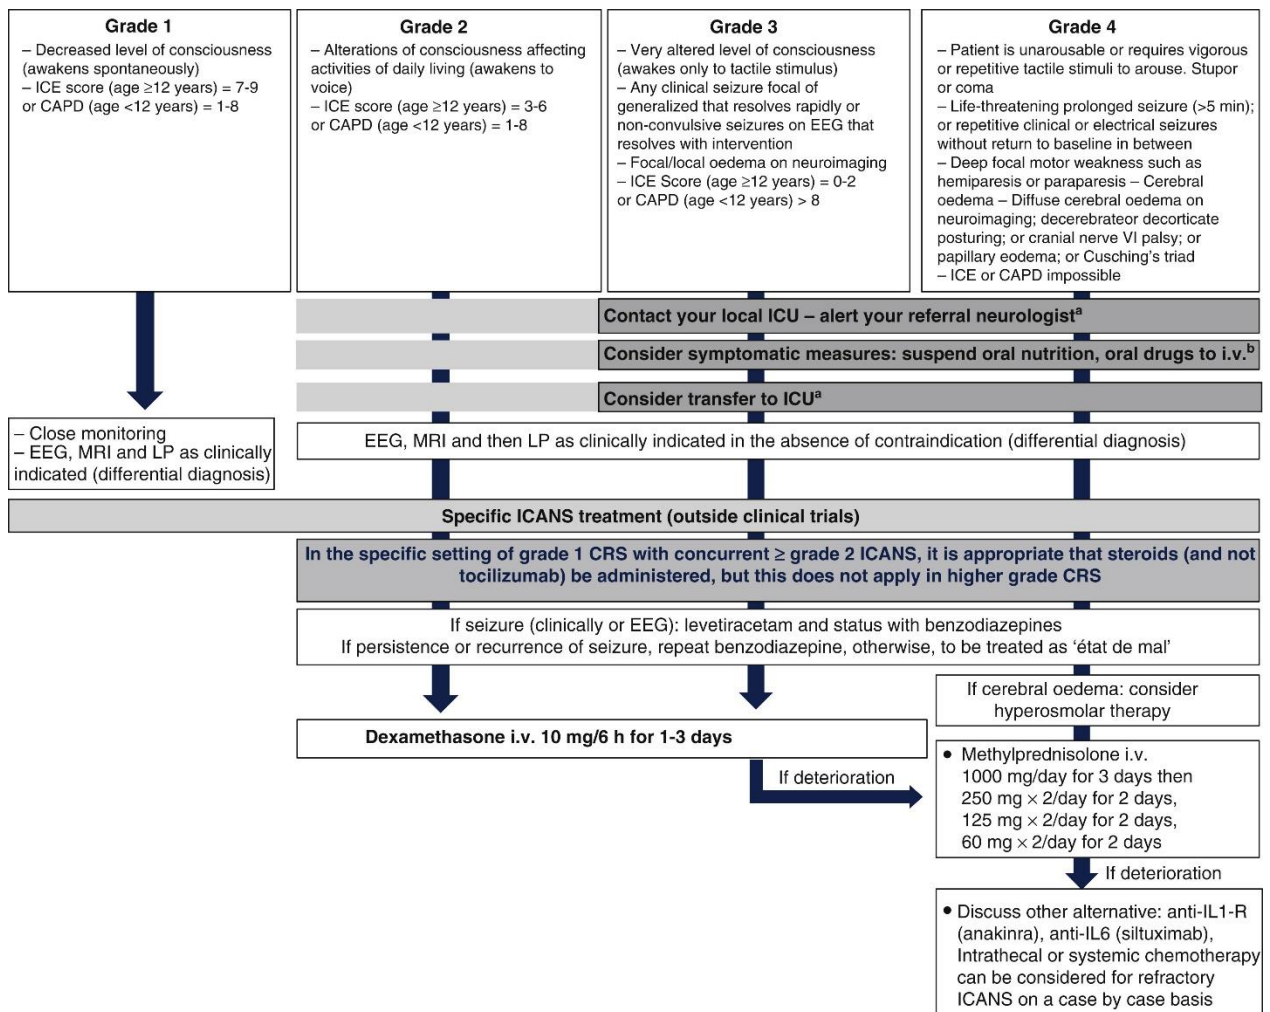 Grade 1
– Decreased level of consciousness
(awakens spontaneously)
– ICE score (age ≥12 years) = 7-9
or CAPD (age <12 years) = 1-8
Grade 2
– Alterations of consciousness affecting
activities of daily living (awakens to
voice)
– ICE score (age ≥12 years) = 3-6
or CAPD (age <12 years) = 1-8
Grade 3
– Very altered level of consciousness
(awakes only to tactile stimulus)
– Any clinical seizure focal of
generalized that resolves rapidly or
non-convulsive seizures on EEG that
resolves with intervention
– Focal/local oedema on neuroimaging
– ICE Score (age ≥12 years) = 0-2
or CAPD (age <12 years) > 8
Grade 4
– Patient is unarousable or requires vigorous
or repetitive tactile stimuli to arouse. Stupor
or coma
– Life-threatening prolonged seizure (>5 min);
or repetitive clinical or electrical seizures
without return to baseline in between
– Deep focal motor weakness such as
hemiparesis or paraparesis – Cerebral
oedema – Diffuse cerebral oedema on
neuroimaging; decerebrateor decorticate
posturing; or cranial nerve VI palsy; or
papillary eodema; or Cusching's triad
– ICE or CAPD impossible
Contact your local ICU – alert your referral neurologistᵃ
Consider symptomatic measures: suspend oral nutrition, oral drugs to i.v.ᵇ
Consider transfer to ICUᵃ
– Close monitoring
– EEG, MRI and LP as clinically
indicated (differential diagnosis)
EEG, MRI and then LP as clinically indicated in the absence of contraindication (differential diagnosis)
Specific ICANS treatment (outside clinical trials)
In the specific setting of grade 1 CRS with concurrent ≥ grade 2 ICANS, it is appropriate that steroids (and not
tocilizumab) be administered, but this does not apply in higher grade CRS
If seizure (clinically or EEG): levetiracetam and status with benzodiazepines
If persistence or recurrence of seizure, repeat benzodiazepine, otherwise, to be treated as ‘état de mal’
If cerebral oedema: consider
hyperosmolar therapy
Dexamethasone i.v. 10 mg/6 h for 1-3 days
If deterioration
• Methylprednisolone i.v.
1000 mg/day for 3 days then
250 mg × 2/day for 2 days,
125 mg × 2/day for 2 days,
60 mg × 2/day for 2 days
If deterioration
• Discuss other alternative: anti-IL1-R
(anakinra), anti-IL6 (siltuximab),
Intrathecal or systemic chemotherapy
can be considered for refractory
ICANS on a case by case basis